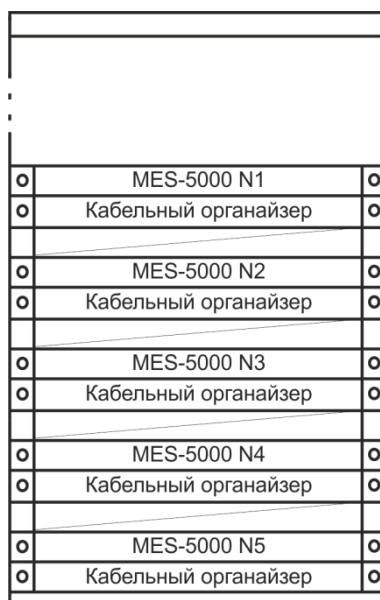 MES-5000 N1
Кабельный органайзер
MES-5000 N2
Кабельный органайзер
MES-5000 N3
Кабельный органайзер
MES-5000 N4
Кабельный органайзер
MES-5000 N5
Кабельный органайзер